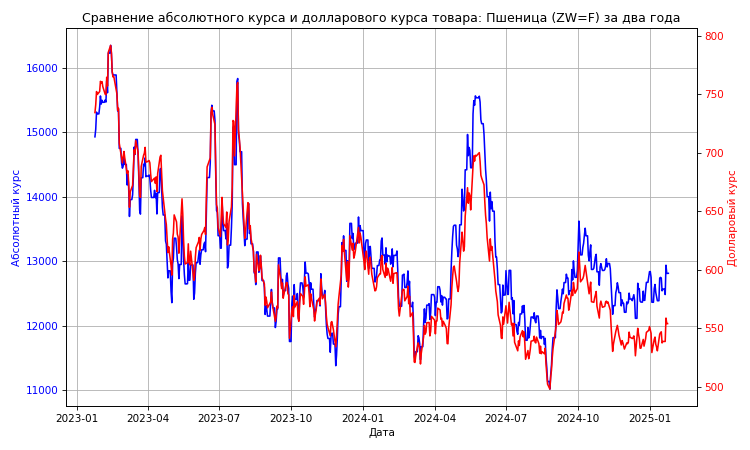 Сравнение абсолютного курса и долларового курса товара: Пшеница (ZW=F) за два года
Абсолютный курс
16000
15000
14000
13000
12000
11000
800
750
700
650
600
550
500
Долларовый курс
2023-01 2023-04 2023-07 2023-10 2024-01 2024-04 2024-07 2024-10 2025-01
Дата